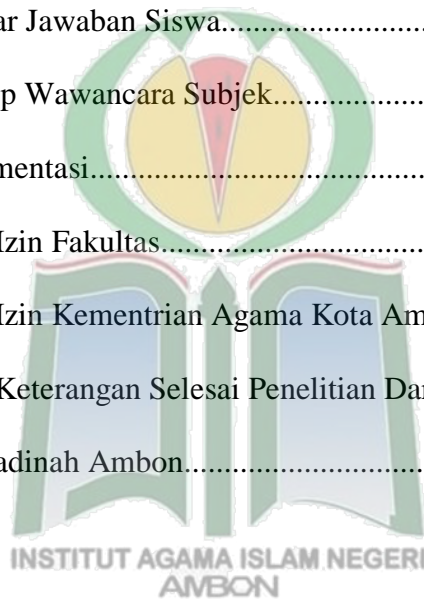 ar Jawaban Siswa..............................
p Wawancara Subjek......................
mentasi.............................................
Izin Fakultas...................................
Izin Kementrian Agama Kota Am
Keterangan Selesai Penelitian Dar
adinah Ambon................................
INSTITUT AGAMA ISLAM NEGERI
AMBON